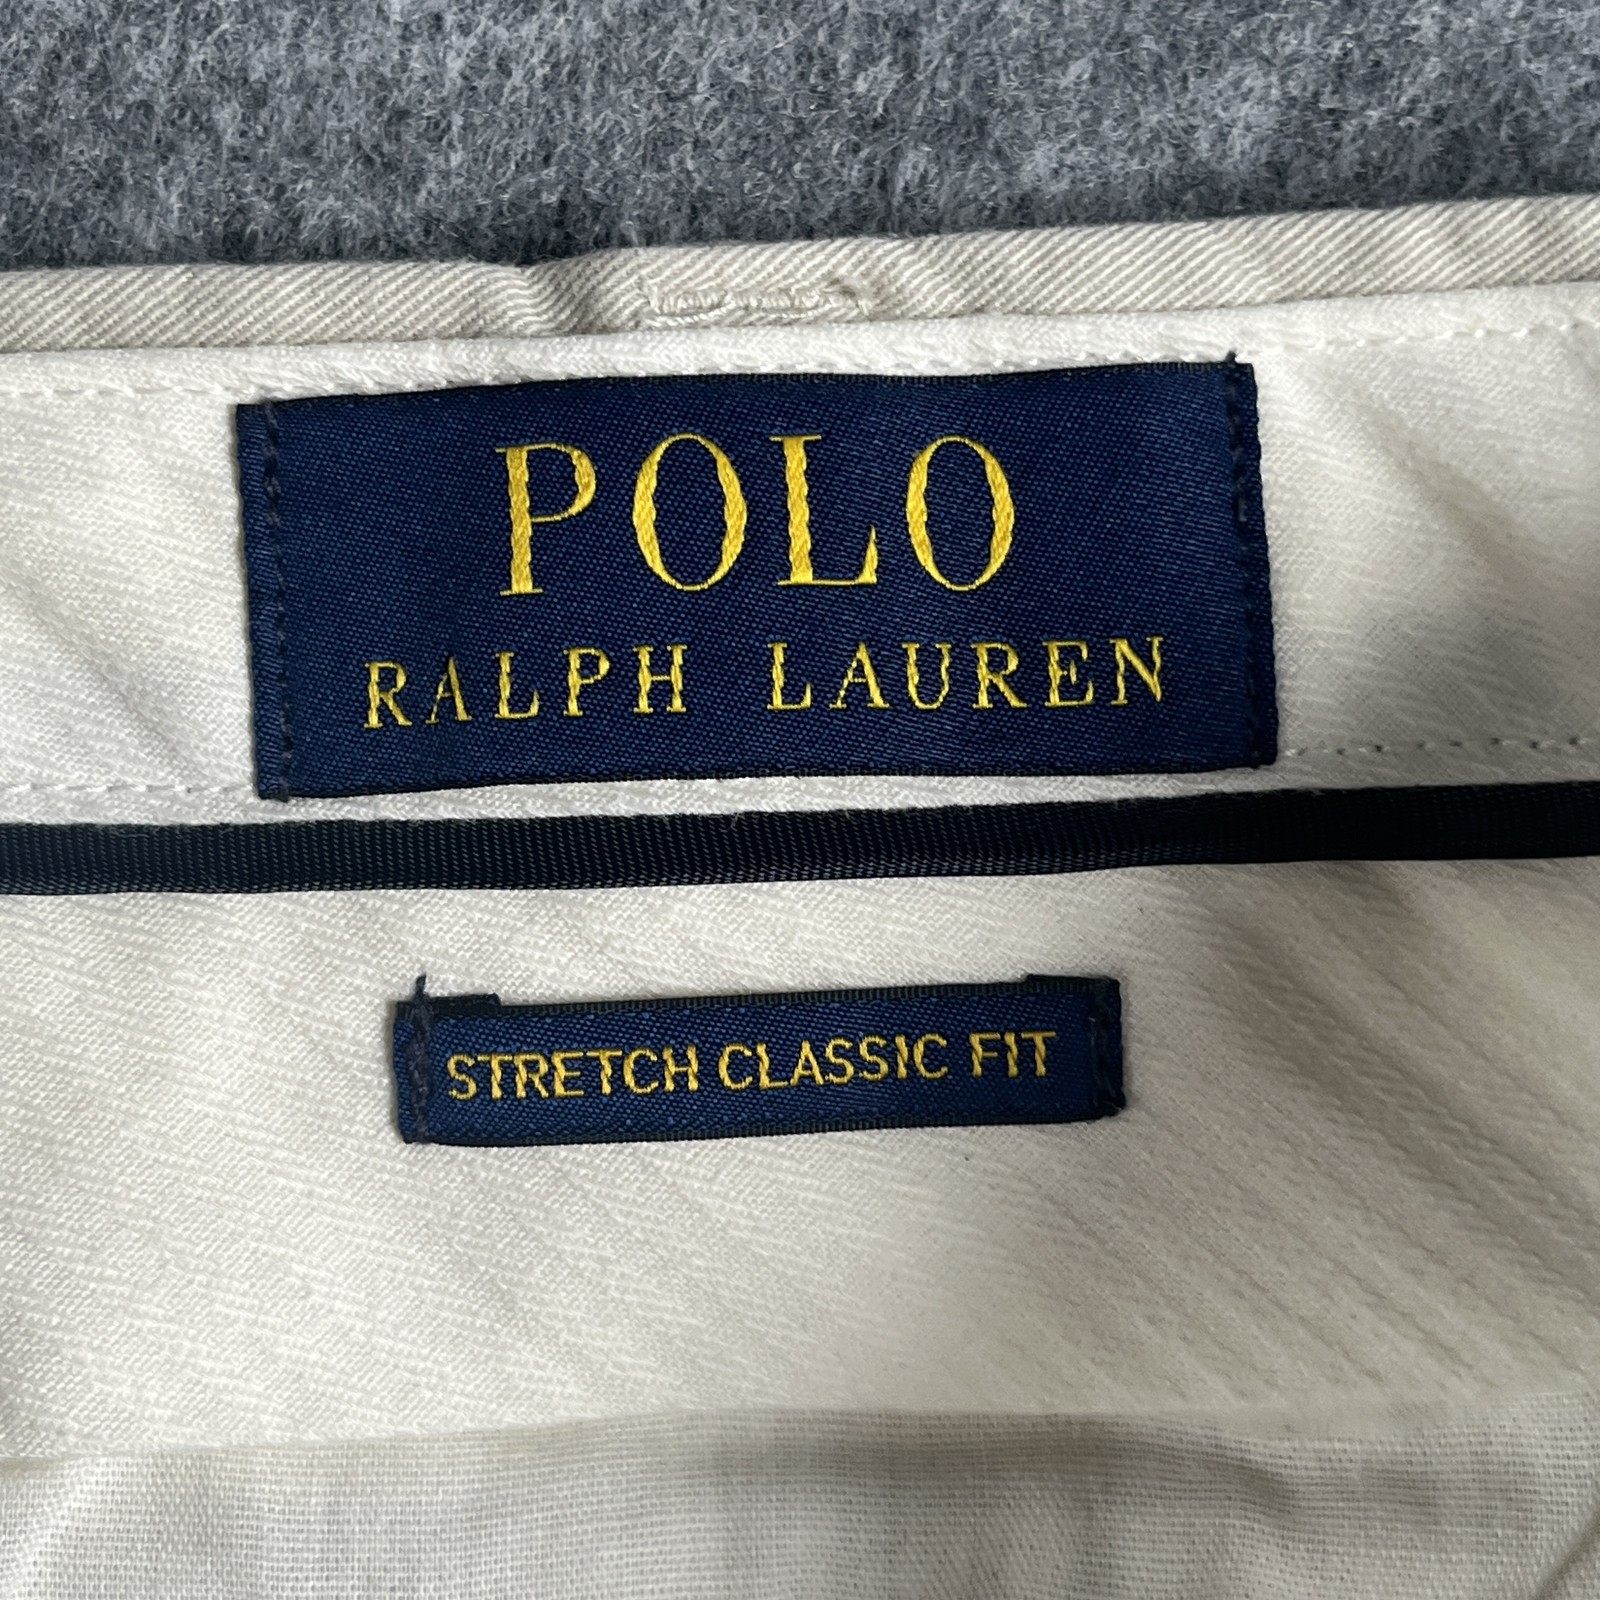 POLO
RALPH LAUREN
STRETCH CLASSIC FIT